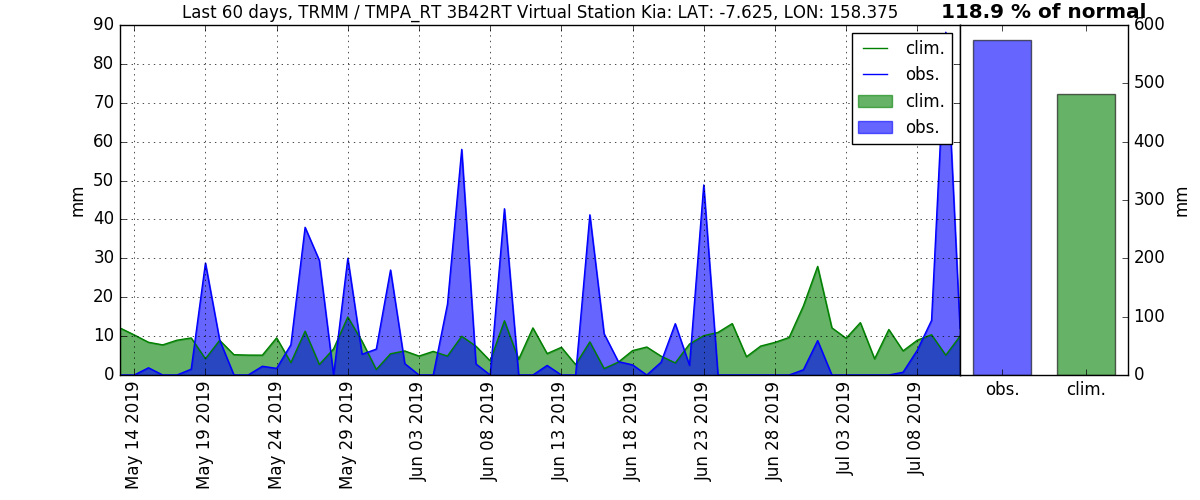 Last 60 days, TRMM / TMPA_RT 3B42RT Virtual Station Kia: LAT: -7.625, LON: 158.375
118.9 % of normal
90
80
70
60
50
40
30
20
10
0
mm
clim.
obs.
clim.
obs.
600
500
400
300
200
100
0
mm
obs.
clim.
May 14 2019
May 19 2019
May 24 2019
May 29 2019
Jun 03 2019
Jun 08 2019
Jun 13 2019
Jun 18 2019
Jun 23 2019
Jun 28 2019
Jul 03 2019
Jul 08 2019